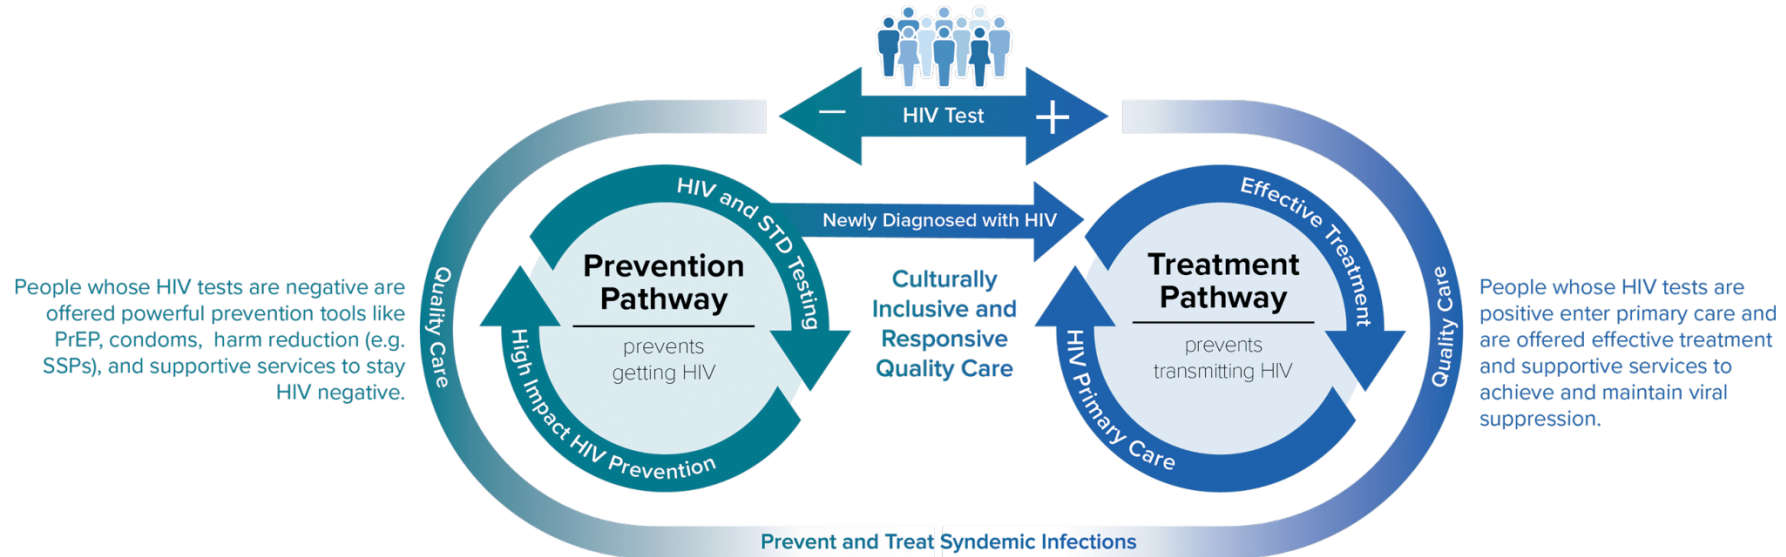 − HIV Test +
HIV and STD Testing
High Impact HIV Prevention
Prevention
Pathway
prevents
getting HIV
Newly Diagnosed with HIV
Culturally
Inclusive and
Responsive
Quality Care
Effective Treatment
HIV Primary Care
Treatment
Pathway
prevents
transmitting HIV
Quality Care
Quality Care
People whose HIV tests are negative are
offered powerful prevention tools like
PrEP, condoms, harm reduction (e.g.
SSPs), and supportive services to stay
HIV negative.
People whose HIV tests are
positive enter primary care and
are offered effective treatment
and supportive services to
achieve and maintain viral
suppression.
Prevent and Treat Syndemic Infections